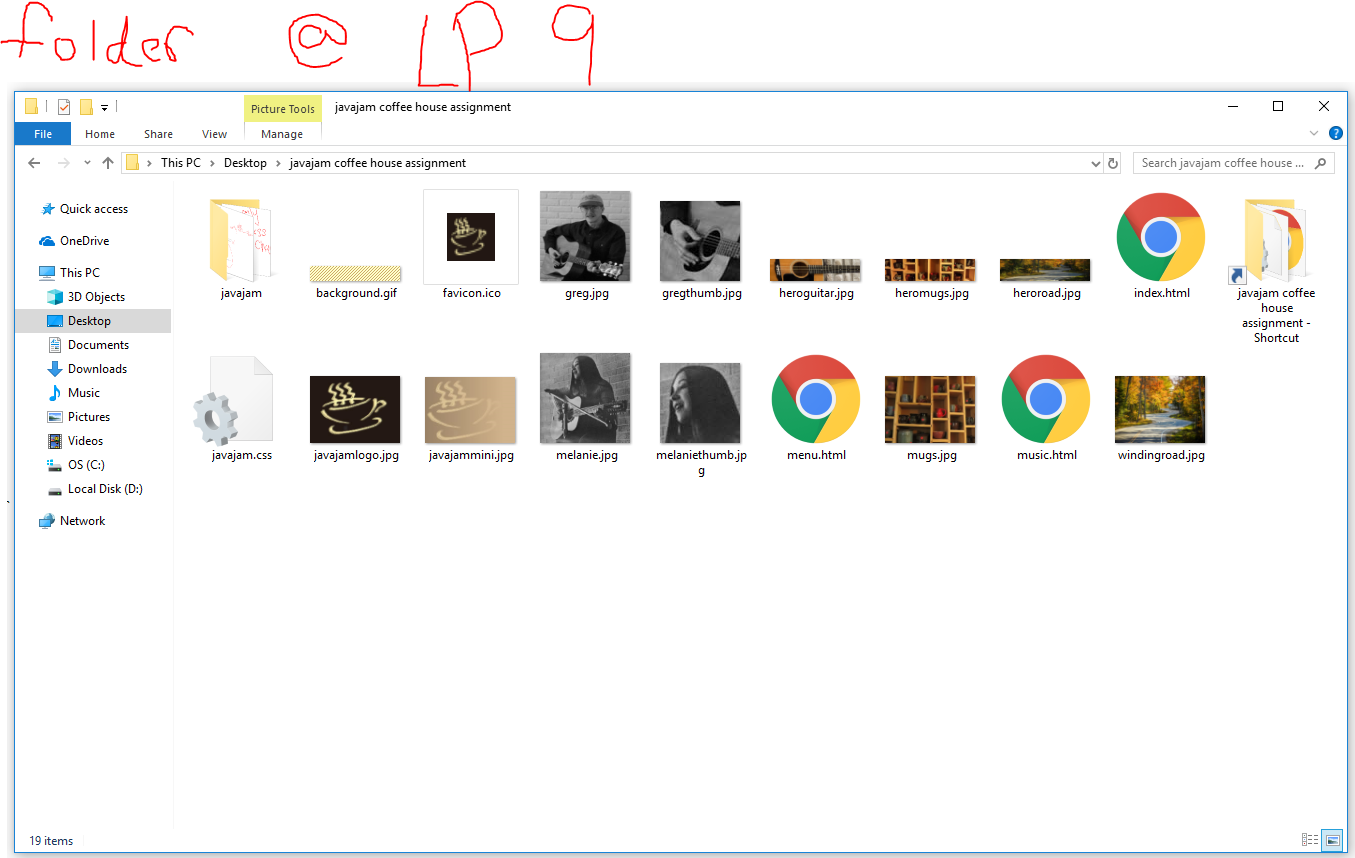 folder @ LP 9
Picture Tools
javajam coffee house assignment
File
Home
Share
View
Manage
This PC > Desktop > javajam coffee house assignment
Search javajam coffee house ...
Quick access
OneDrive
This PC
3D Objects
Desktop
Documents
Downloads
Music
Pictures
Videos
OS (C:)
Local Disk (D:)
Network
javajam
background.gif
favicon.ico
greg.jpg
gregthumb.jpg
heroguitar.jpg
heromugs.jpg
heroroad.jpg
index.html
javajam coffee
house
assignment -
Shortcut
javajam.css
javajamlogo.jpg
javajammini.jpg
melanie.jpg
melaniethumb.jp
g
menu.html
mugs.jpg
music.html
windingroad.jpg
19 items